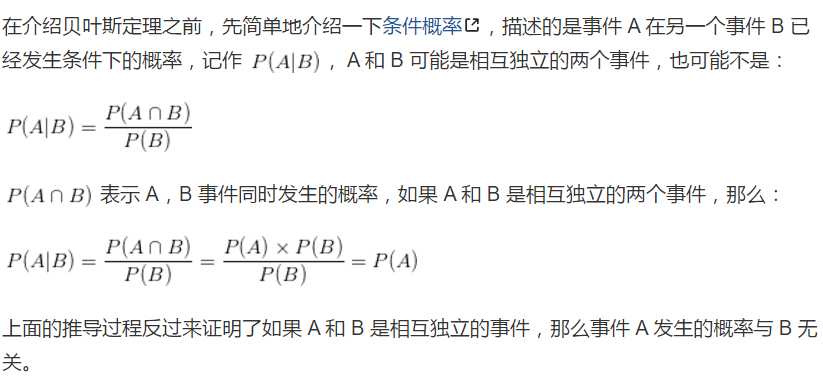 在介绍贝叶斯定理之前，先简单地介绍一下条件概率，描述的是事件 A 在另一个事件 B 已
经发生条件下的概率，记作 P(A|B)，A 和 B 可能是相互独立的两个事件，也可能不是：
P(A|B) = \frac{P(A ∩ B)}{P(B)}
P(A ∩ B) 表示 A，B 事件同时发生的概率，如果 A 和 B 是相互独立的两个事件，那么：
P(A|B) = \frac{P(A ∩ B)}{P(B)} = \frac{P(A) × P(B)}{P(B)} = P(A)
上面的推导过程反过来证明了如果 A 和 B 是相互独立的事件，那么事件 A 发生的概率与 B 无
关。